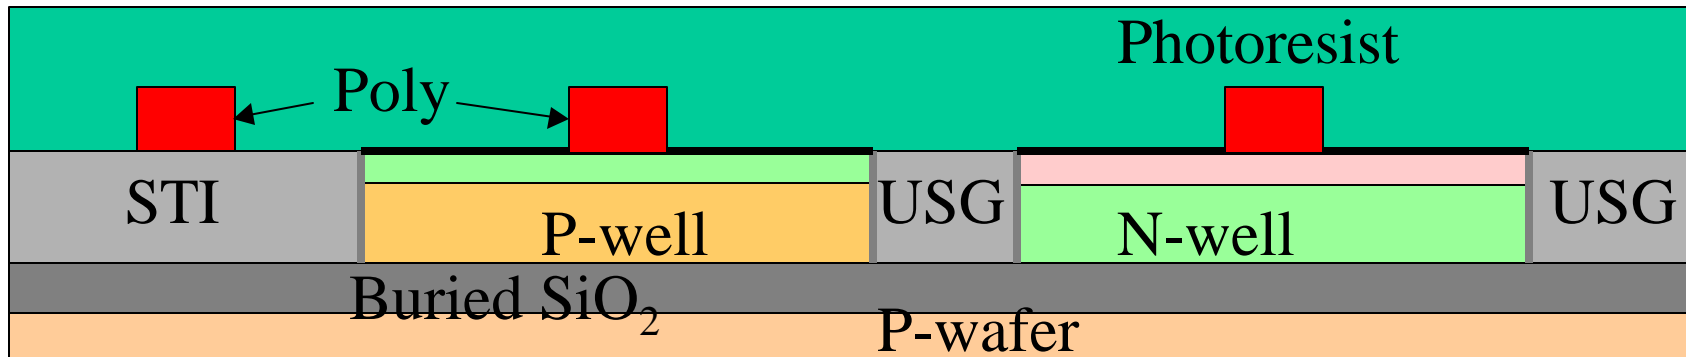 Photoresist
Poly
STI
USG
USG
P-well
N-well
Buried SiO₂
P-wafer